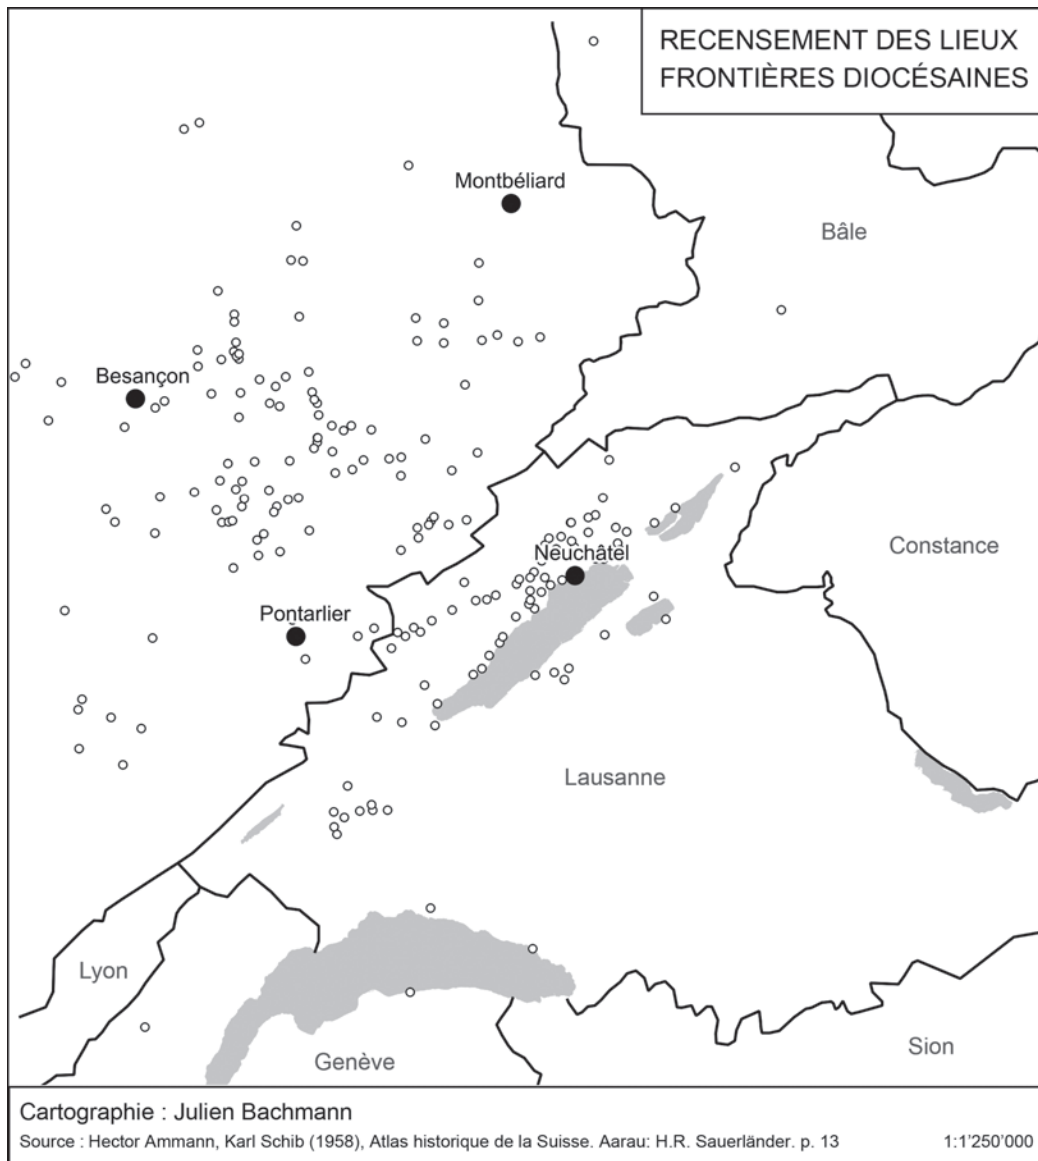 RECENSEMENT DES LIEUX
FRONTIÈRES DIOCÉSAINES
Montbéliard
Bâle
Besançon
Neuchâtel
Constance
Pontarlier
Lausanne
Lyon
Genève
Sion
Cartographie : Julien Bachmann
Source : Hector Ammann, Karl Schib (1958), Atlas historique de la Suisse. Aarau: H.R. Sauerländer. p. 13
1:1'250'000